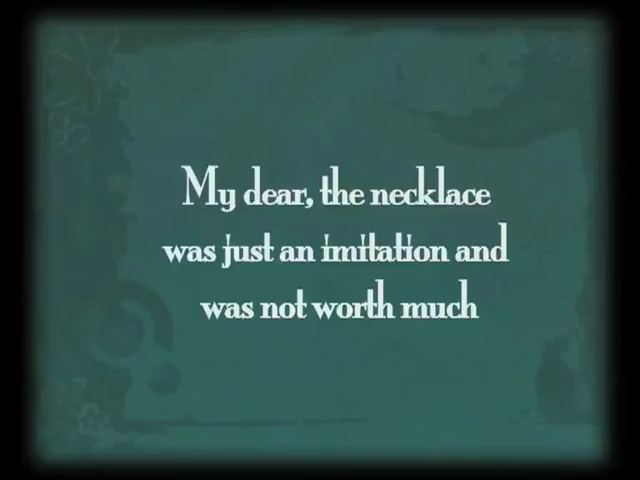 My dear, the necklace
was just an imitation and
was not worth much